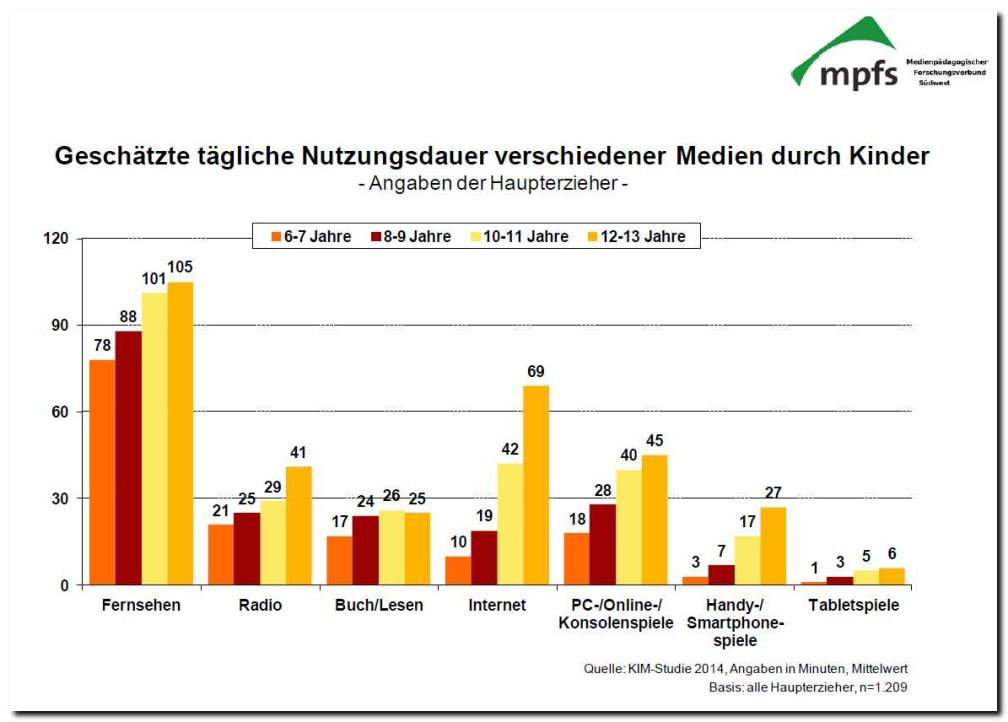 mpfs
Medienpädagogischer
Forschungsverbund
Südwest
Geschätzte tägliche Nutzungsdauer verschiedener Medien durch Kinder
- Angaben der Haupterzieher -
6-7 Jahre 8-9 Jahre 10-11 Jahre 12-13 Jahre
120
90
60
30
0
78 88 101 105
21 25 29 41
17 24 26 25
10 19 42 69
18 28 40 45
3 7 17 27
1 3 5 6
Fernsehen
Radio
Buch/Lesen
Internet
PC-/Online-/
Konsolenspiele
Handy-/
Smartphone-
spiele
Tabletspiele
Quelle: KIM-Studie 2014, Angaben in Minuten, Mittelwert
Basis: alle Haupterzieher, n=1.209